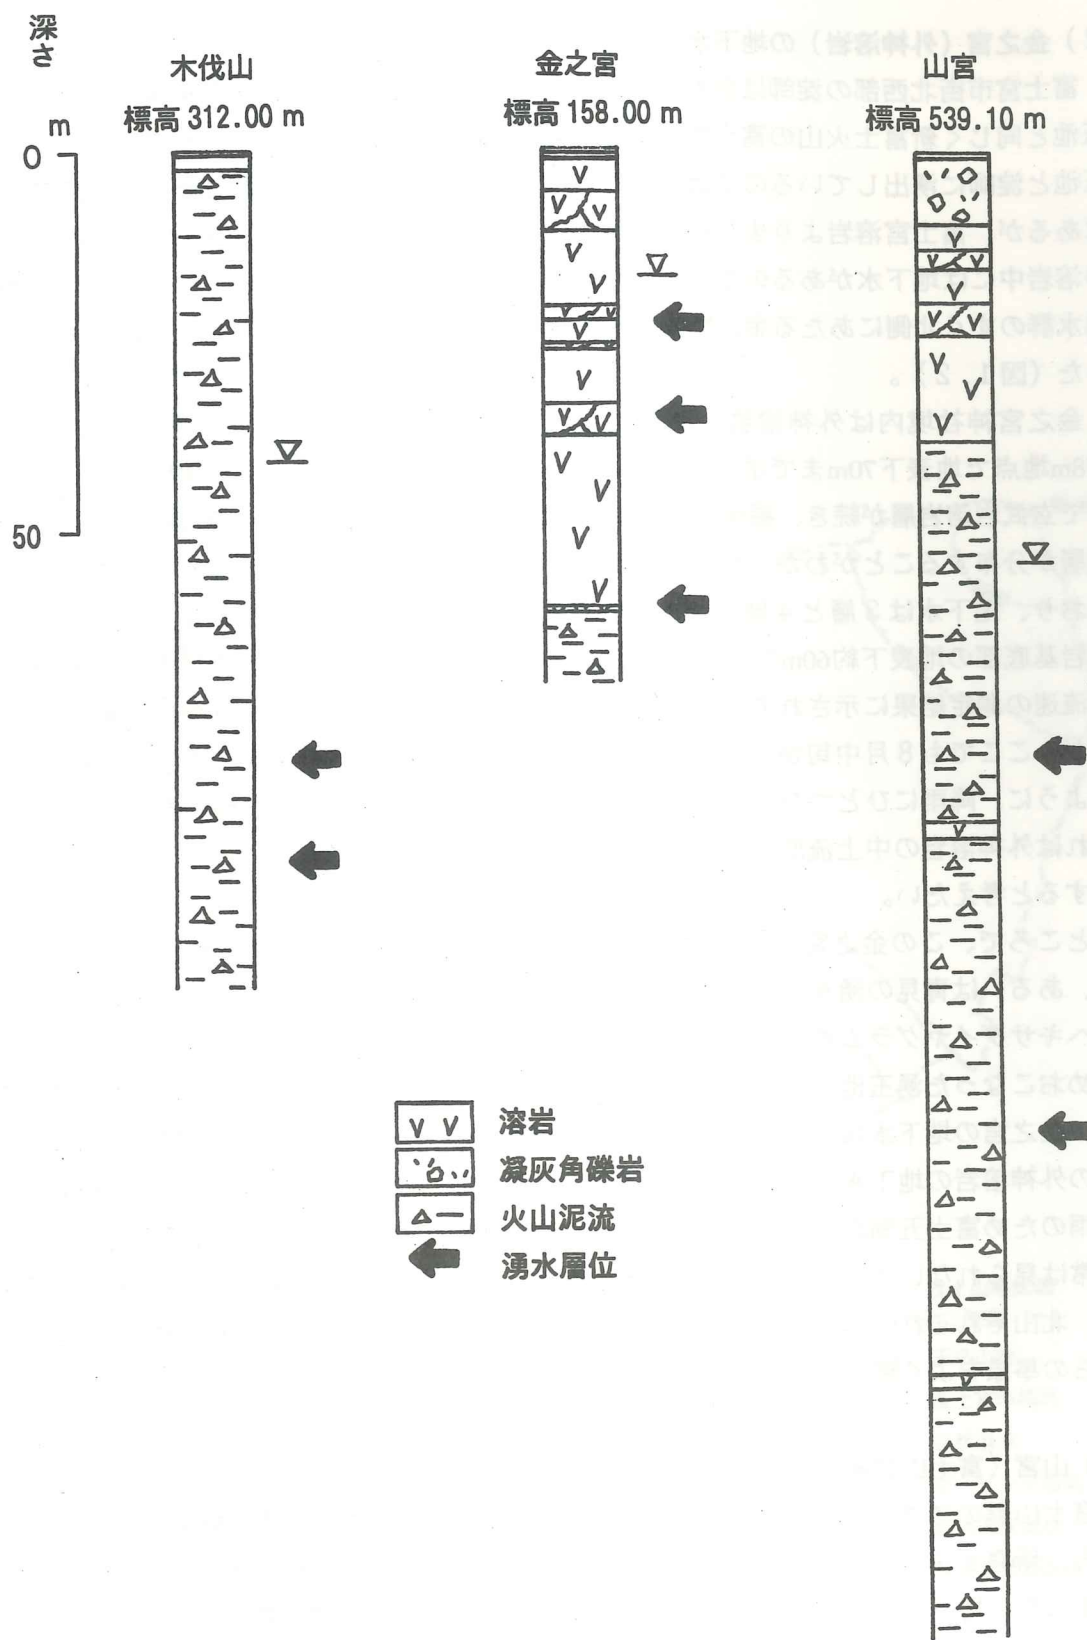 深さ
m
0
50
木伐山
標高 312.00 m
金之宮
標高 158.00 m
山宮
標高 539.10 m
溶岩
凝灰角礫岩
火山泥流
湧水層位